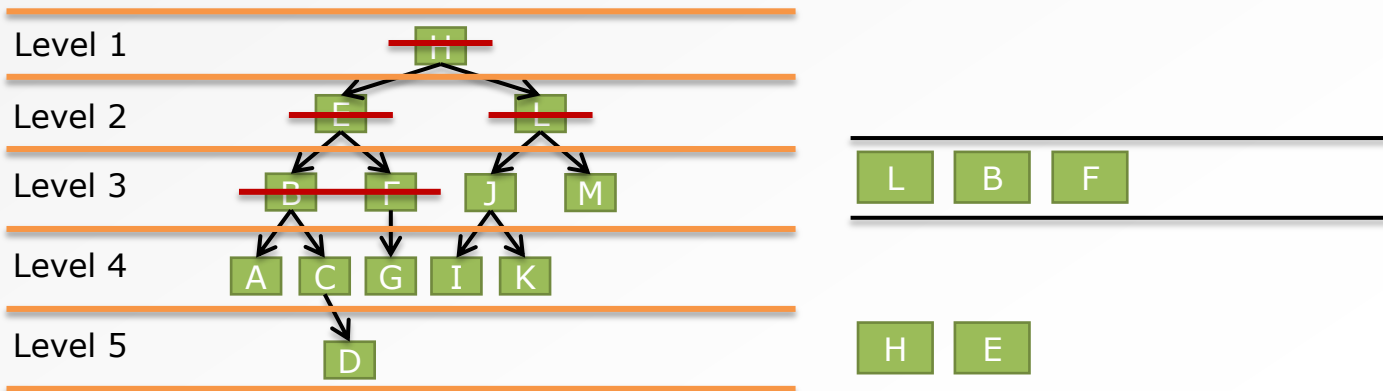 Level 1
H
Level 2
E L
Level 3
B F J M
L B F
Level 4
A C G I K
Level 5
D
H E